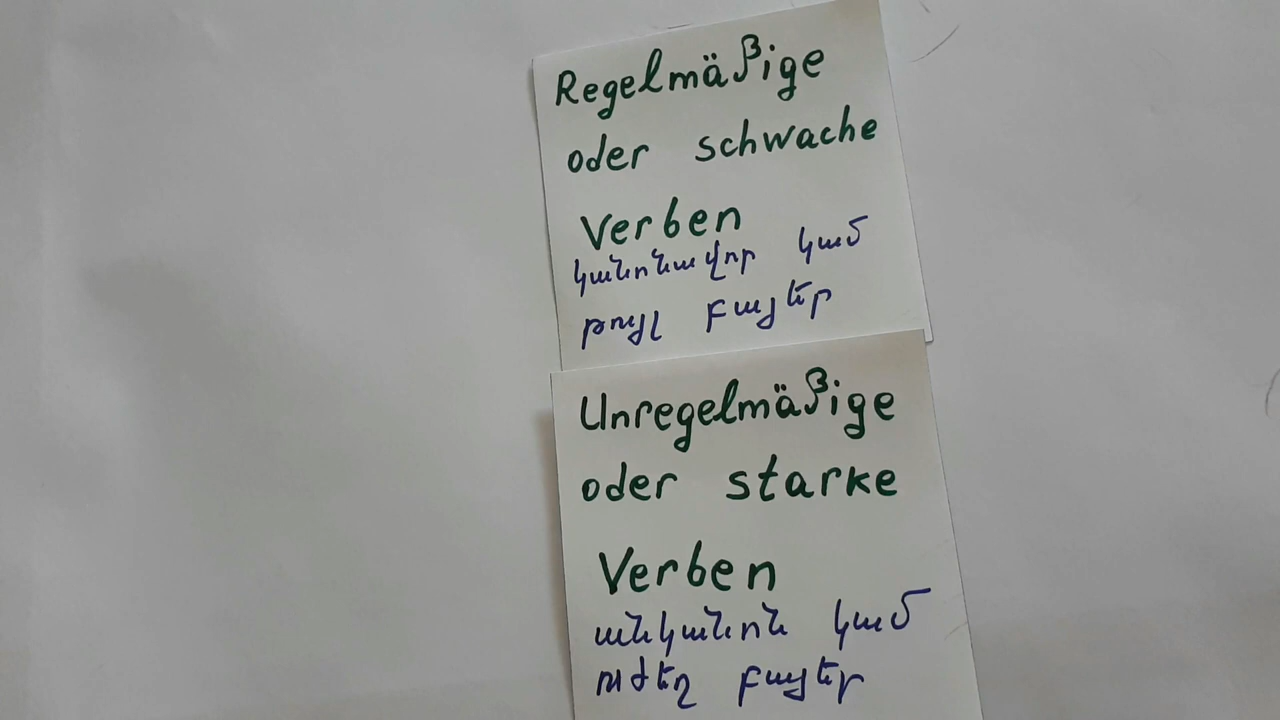 Regelmäßige
oder schwache
Verben
կանոնավոր կամ
թույլ բայեր
Unregelmäßige
oder starke
Verben
անկանոն կամ
ուժեղ բայեր